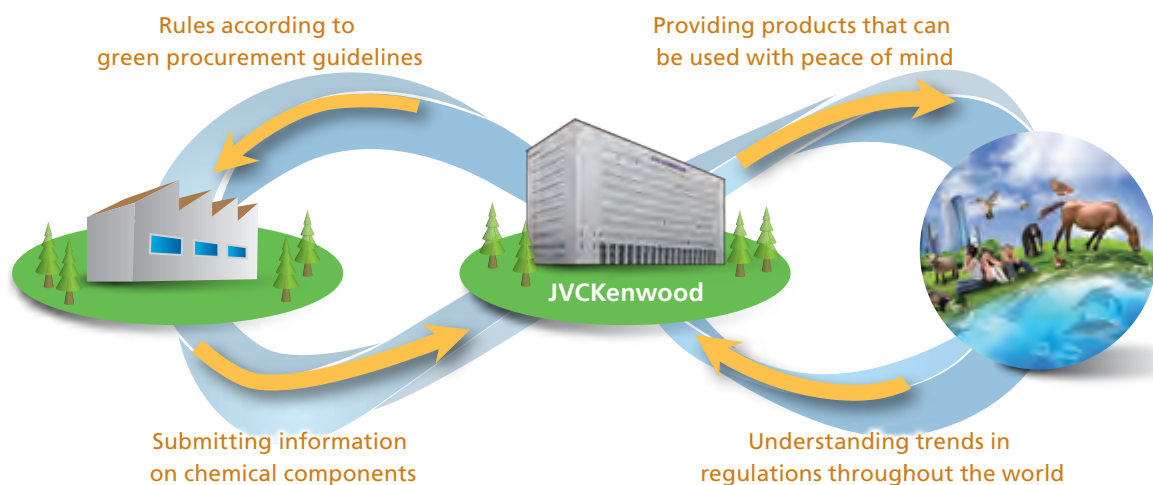 Rules according to
green procurement guidelines
Providing products that can
be used with peace of mind
JVCKenwood
Submitting information
on chemical components
Understanding trends in
regulations throughout the world